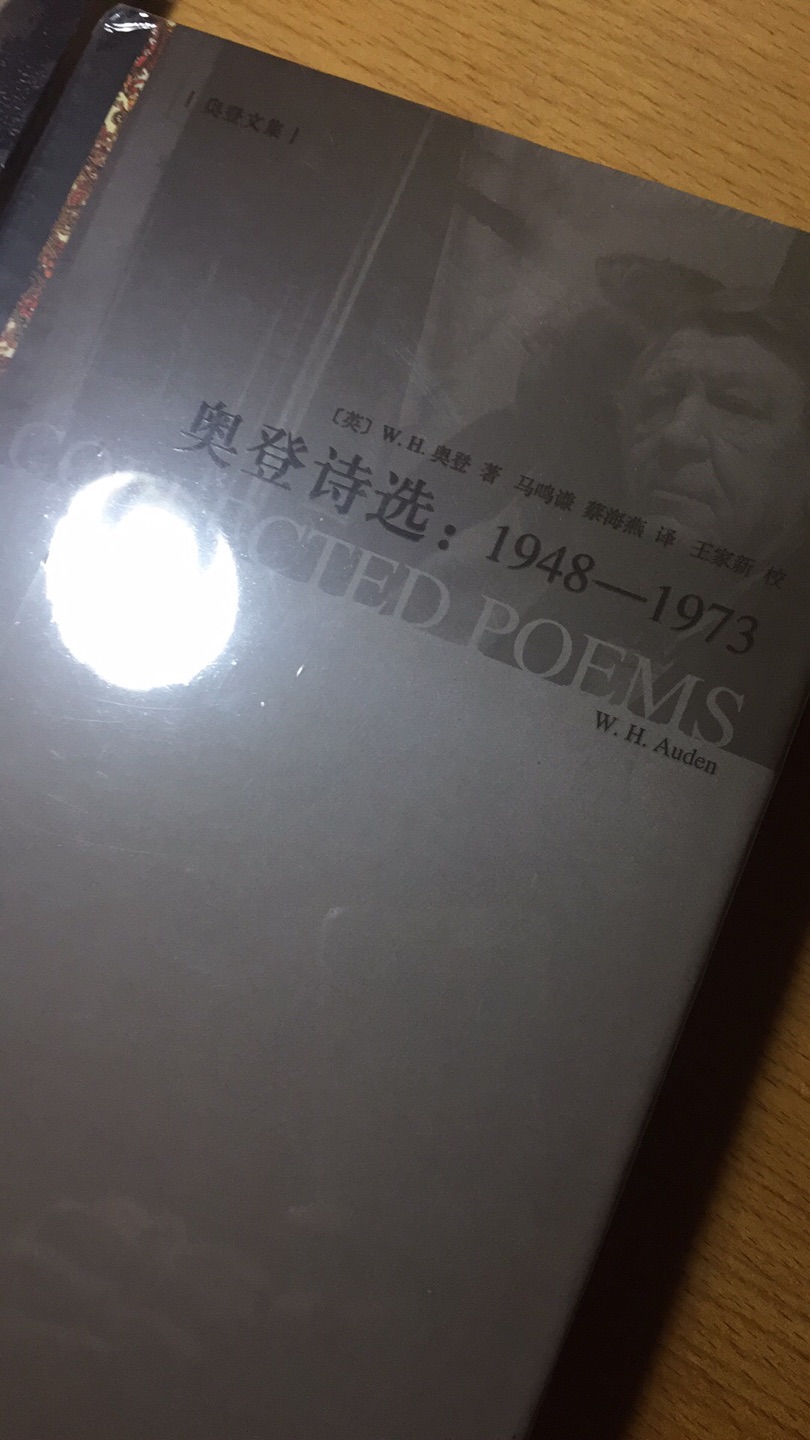 奥登文集
〔英〕W. H. 奥登 著 马鸣谦 蔡海燕 译 王家新 校
奥登诗选：1948—1973
POEMS
W. H. Auden